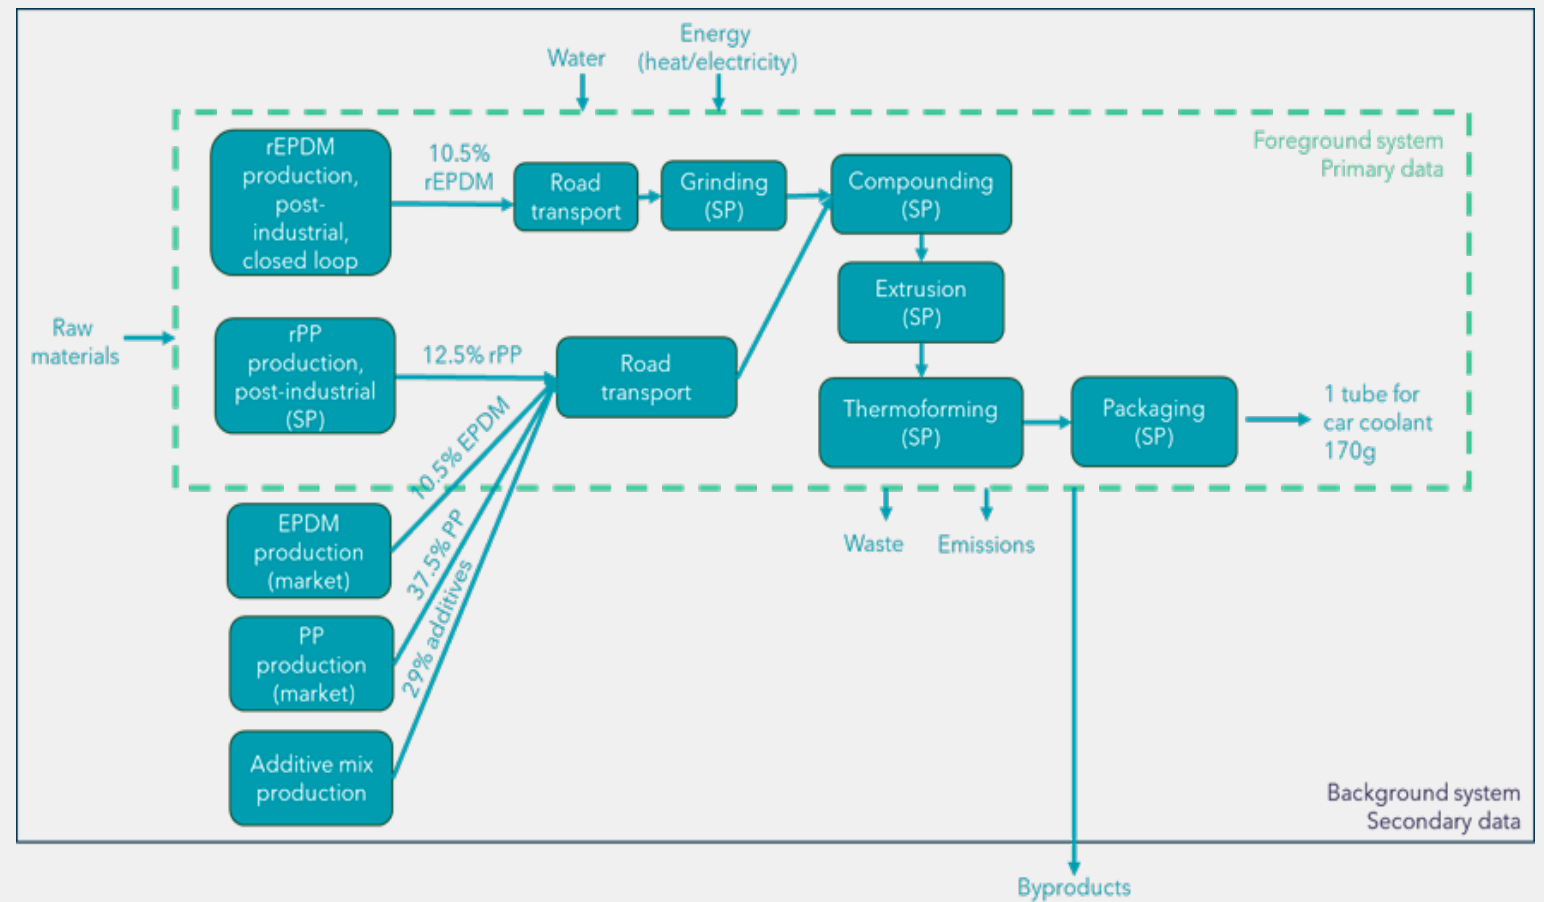 Energy
(heat/electricity)
Water
Foreground system
Primary data
rEPDM
production,
post-
industrial,
closed loop
10.5%
rEPDM
Road
transport
Grinding
(SP)
Compounding
(SP)
Extrusion
(SP)
Raw
materials
rPP
production,
post-industrial
(SP)
12.5% rPP
Road
transport
Thermoforming
(SP)
Packaging
(SP)
1 tube for
car coolant
170g
10.5% EPDM
37.5% PP
29% additives
EPDM
production
(market)
PP
production
(market)
Additive mix
production
Waste
Emissions
Background system
Secondary data
Byproducts